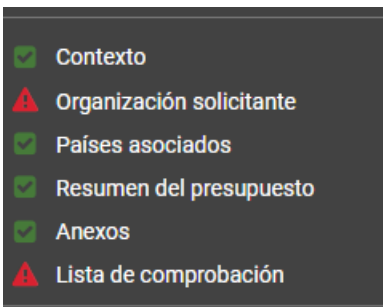 Contexto
Organización solicitante
Países asociados
Resumen del presupuesto
Anexos
Lista de comprobación